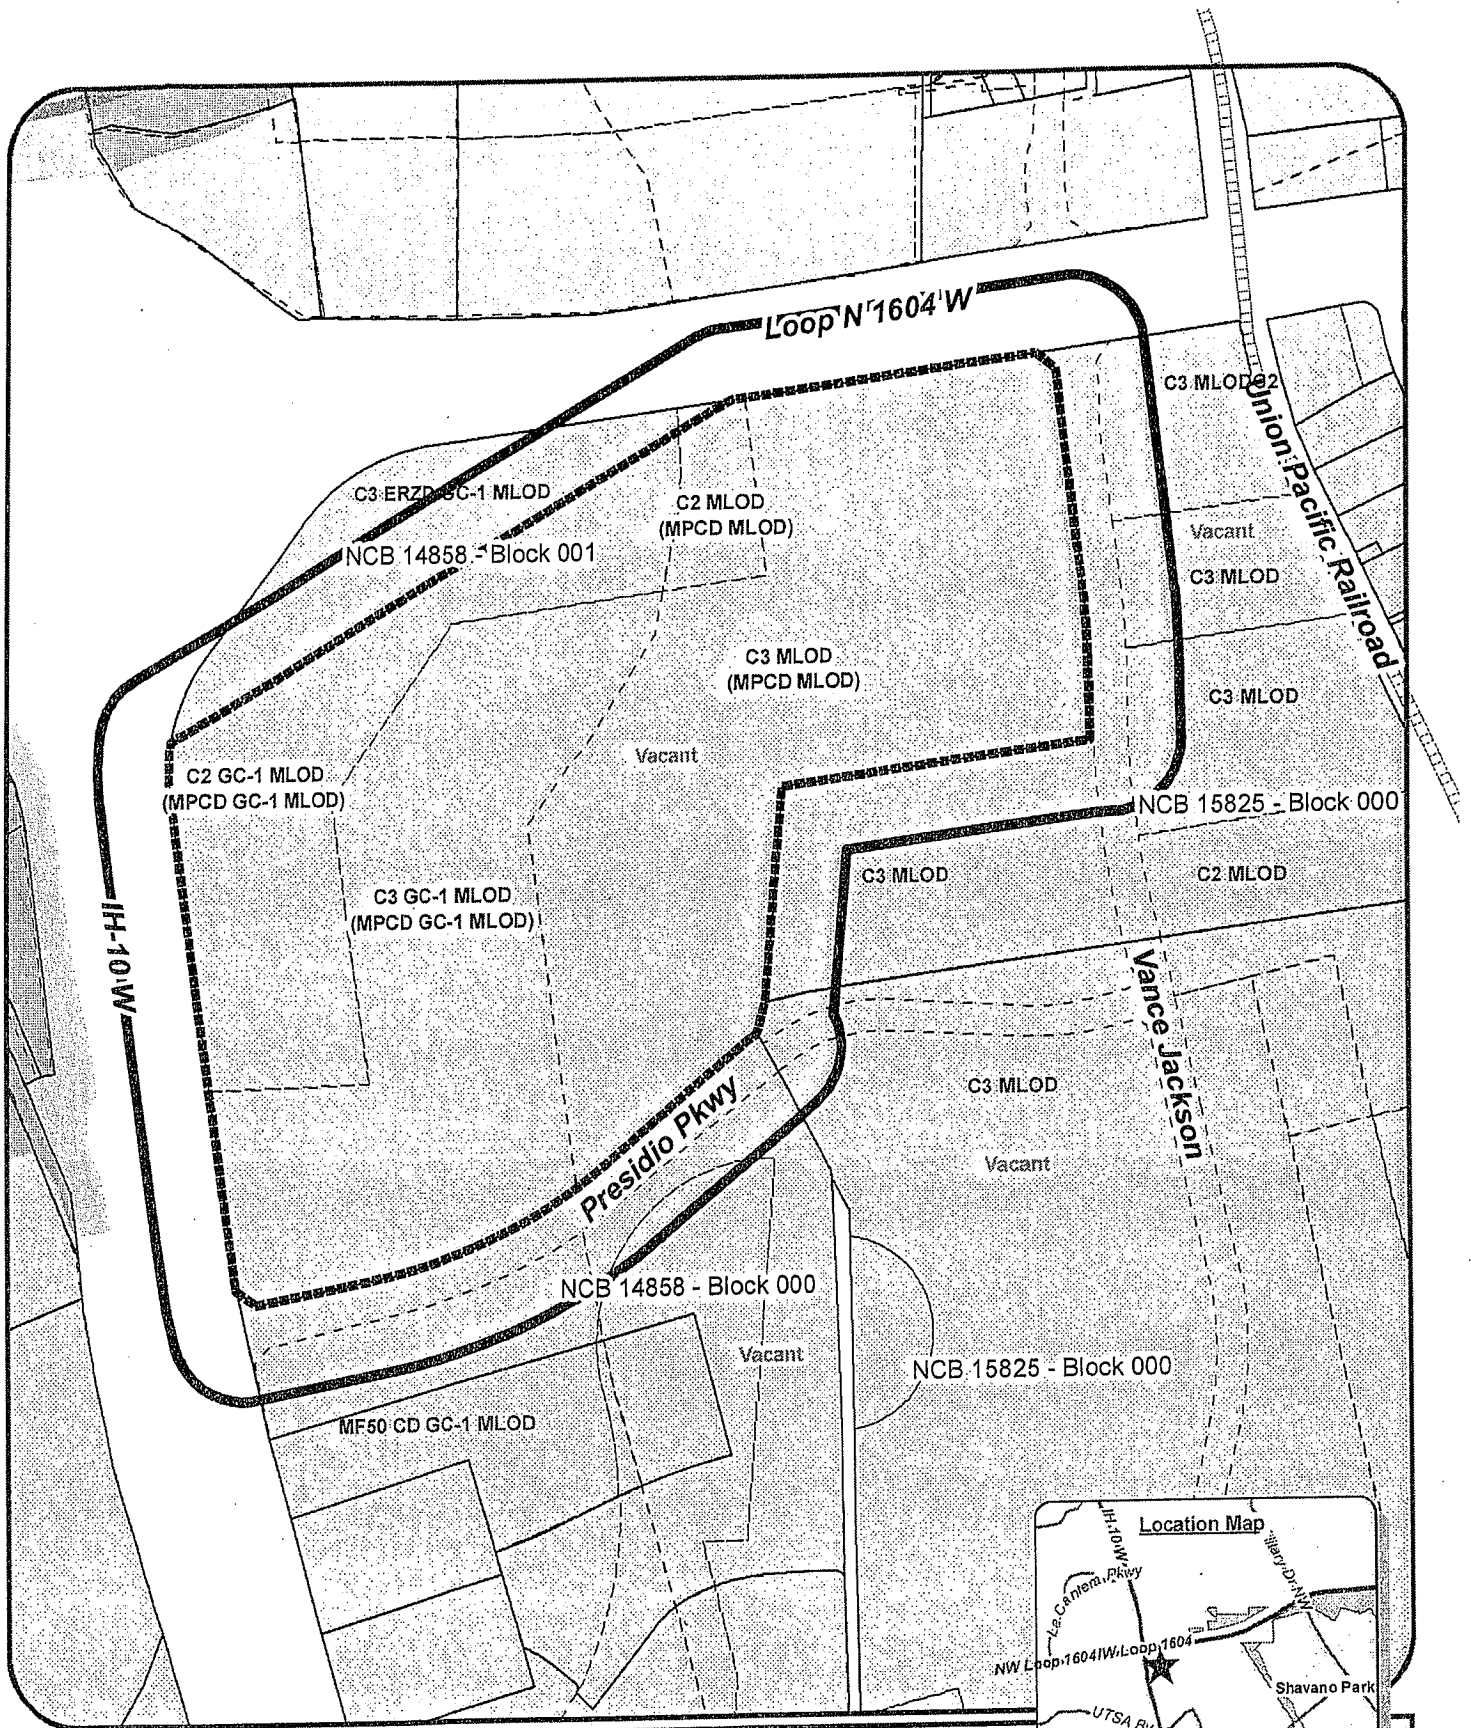 Loop N 1604 W
C3 MLOD
Union Pacific Railroad
C3 ERZD GC-1 MLOD
C2 MLOD
(MPCD MLOD)
NCB 14858 - Block 001
Vacant
C3 MLOD
C3 MLOD
(MPCD MLOD)
C3 MLOD
Vacant
C2 GC-1 MLOD
(MPCD GC-1 MLOD)
NCB 15825 - Block 000
C3 MLOD
C2 MLOD
C3 GC-1 MLOD
(MPCD GC-1 MLOD)
IH-10 W
Vance Jackson
C3 MLOD
Presidio Pkwy
Vacant
NCB 14858 - Block 000
Vacant
NCB 15825 - Block 000
MF50 CD GC-1 MLOD
Location Map
IH 10 W
La Cantera Pkwy
NW Loop 1604 W/W Loop 1604
Shavano Park
UTSA